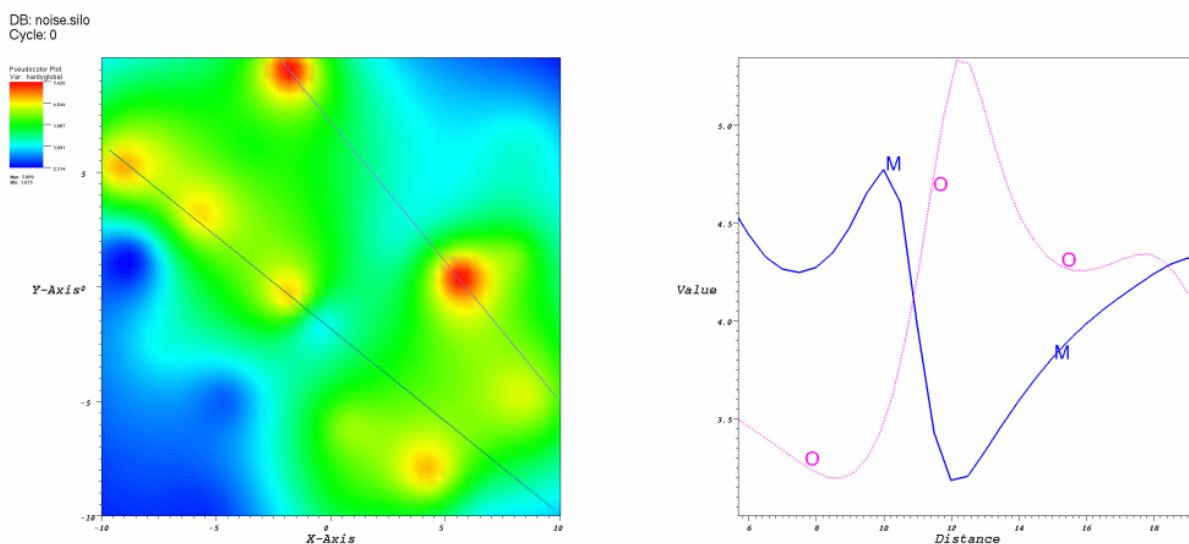 DB: noise.silo
Cycle: 0
Pseudocolor Plot
Var: hardyglobal
5
Y-Axis
0
-5
-10
-10
-5
0
5
10
X-Axis
5.0
4.5
4.0
3.5
Value
M
O
O
M
O
6
8
10
12
14
16
18
Distance